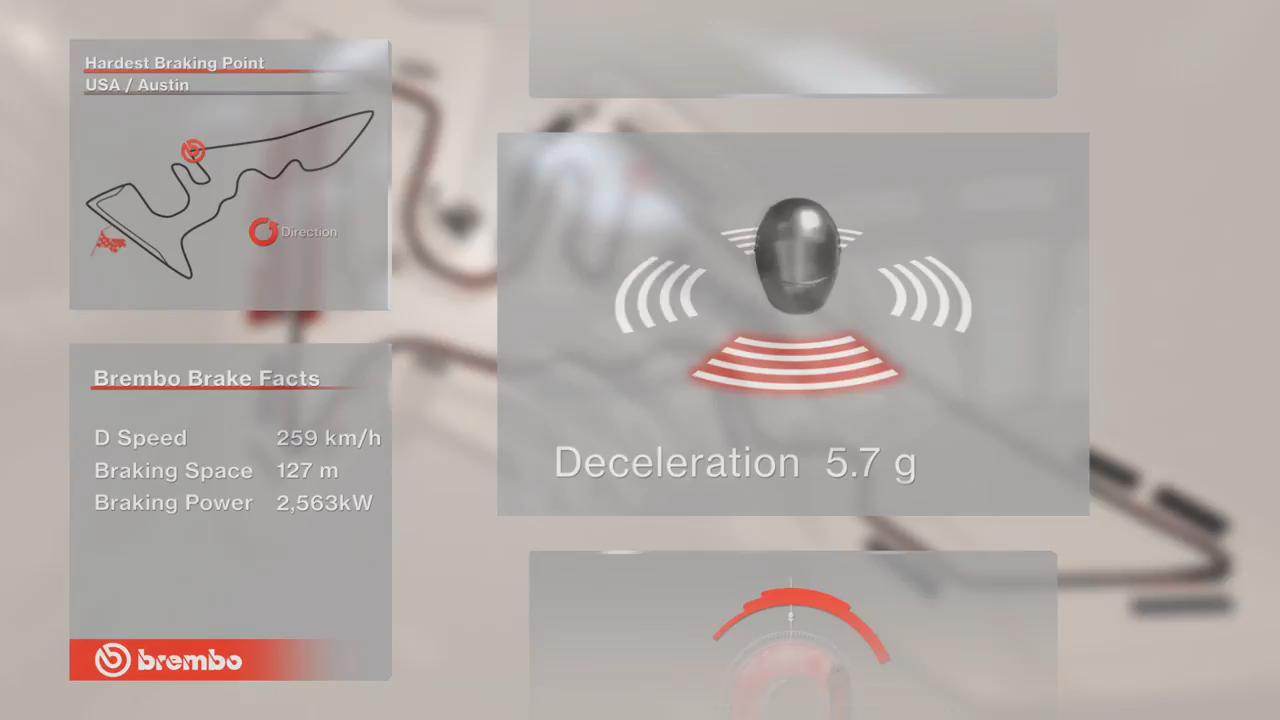 Hardest Braking Point
USA / Austin
Direction
Brembo Brake Facts
D Speed 259 km/h
Braking Space 127 m
Braking Power 2,563kW
brembo
Deceleration 5.7 g